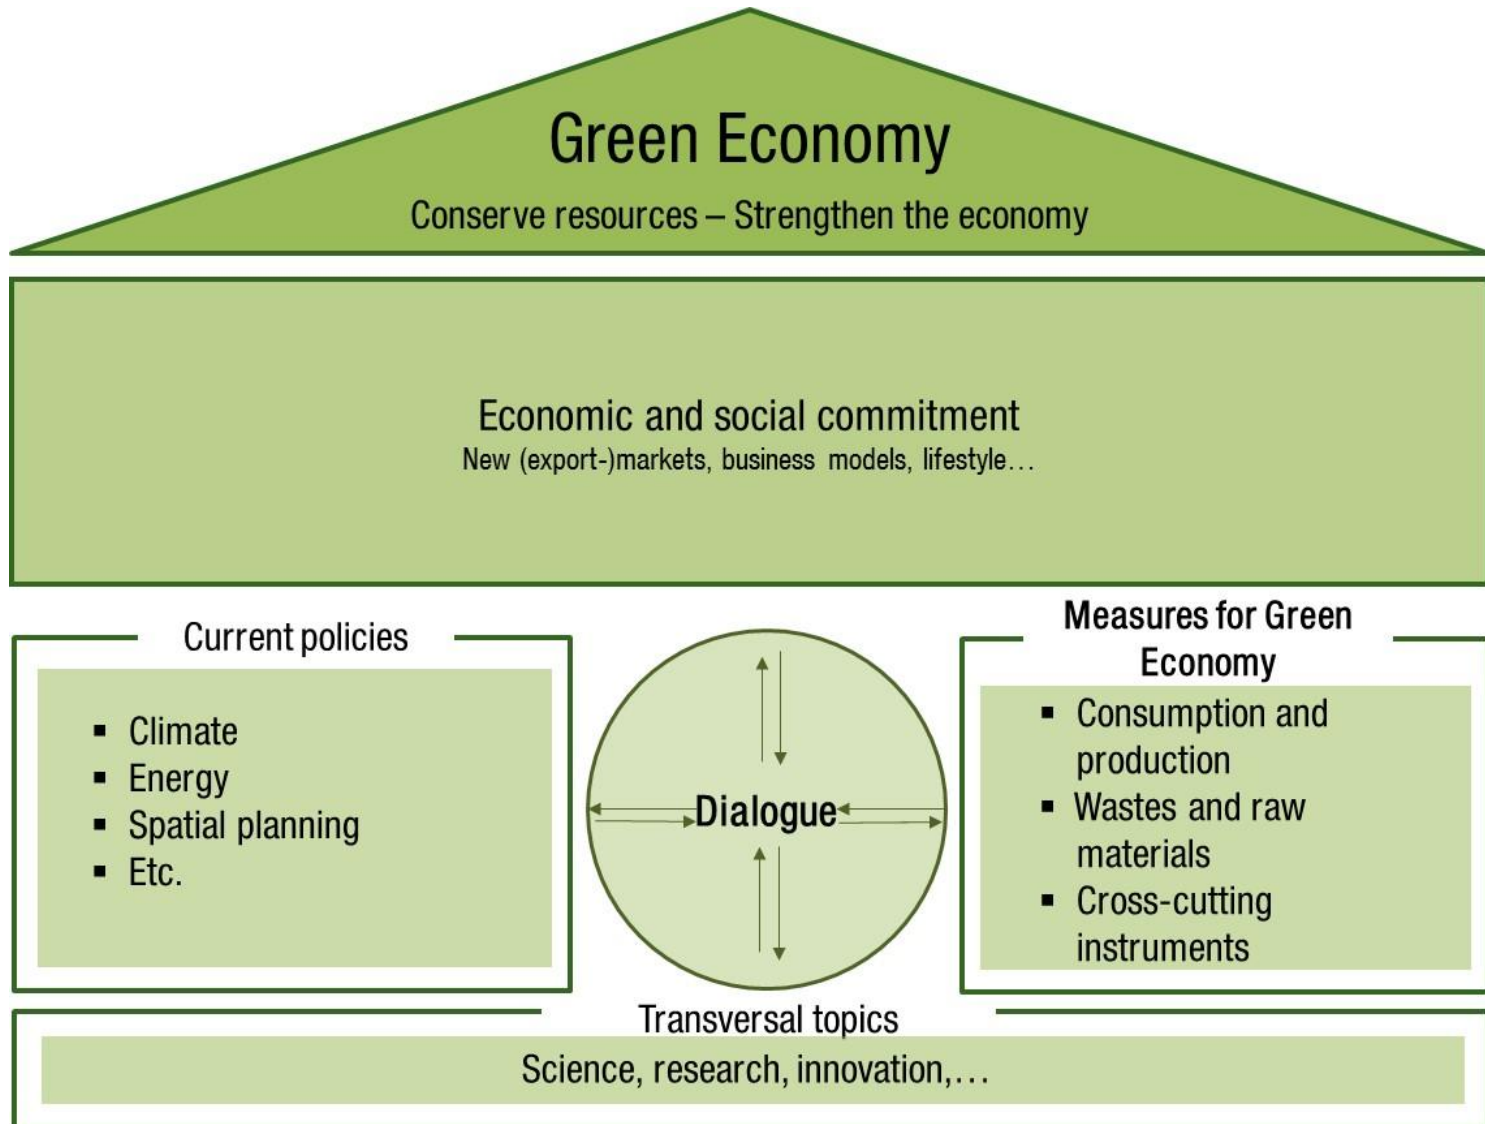 Green Economy
Conserve resources – Strengthen the economy
Economic and social commitment
New (export-)markets, business models, lifestyle…
Current policies
▪ Climate
▪ Energy
▪ Spatial planning
▪ Etc.
Dialogue
Measures for Green
Economy
▪ Consumption and
production
▪ Wastes and raw
materials
▪ Cross-cutting
instruments
Transversal topics
Science, research, innovation,…